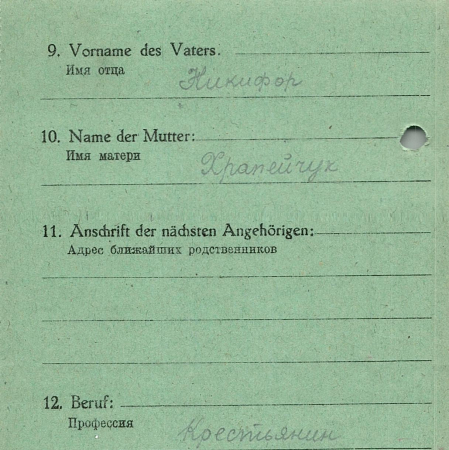 9. Vorname des Vaters.
Имя отца
Никифор
10. Name der Mutter:
Имя матери
Храпейчук
11. Anschrift der nächsten Angehörigen:
Адрес ближайших родственников
12. Beruf:
Профессия
Крестьянин